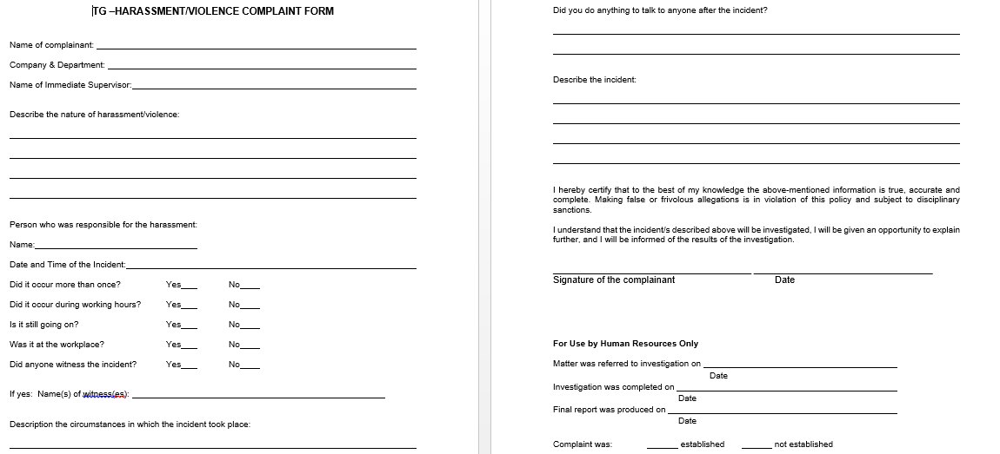 TG –HARASSMENT/VIOLENCE COMPLAINT FORM
Name of complainant:
Company & Department:
Name of Immediate Supervisor:
Describe the nature of harassment/violence:
Person who was responsible for the harassment:
Name:
Date and Time of the Incident:
Did it occur more than once? Yes No
Did it occur during working hours? Yes No
Is it still going on? Yes No
Was it at the workplace? Yes No
Did anyone witness the incident? Yes No
If yes: Name(s) of witness(es):
Description the circumstances in which the incident took place:
Did you do anything to talk to anyone after the incident?
Describe the incident:
I hereby certify that to the best of my knowledge the above-mentioned information is true, accurate and
complete. Making false or frivolous allegations is in violation of this policy and subject to disciplinary
sanctions.
I understand that the incident/s described above will be investigated, I will be given an opportunity to explain
further, and I will be informed of the results of the investigation.
Signature of the complainant Date
For Use by Human Resources Only
Matter was referred to investigation on
Date
Investigation was completed on
Date
Final report was produced on
Date
Complaint was: established not established